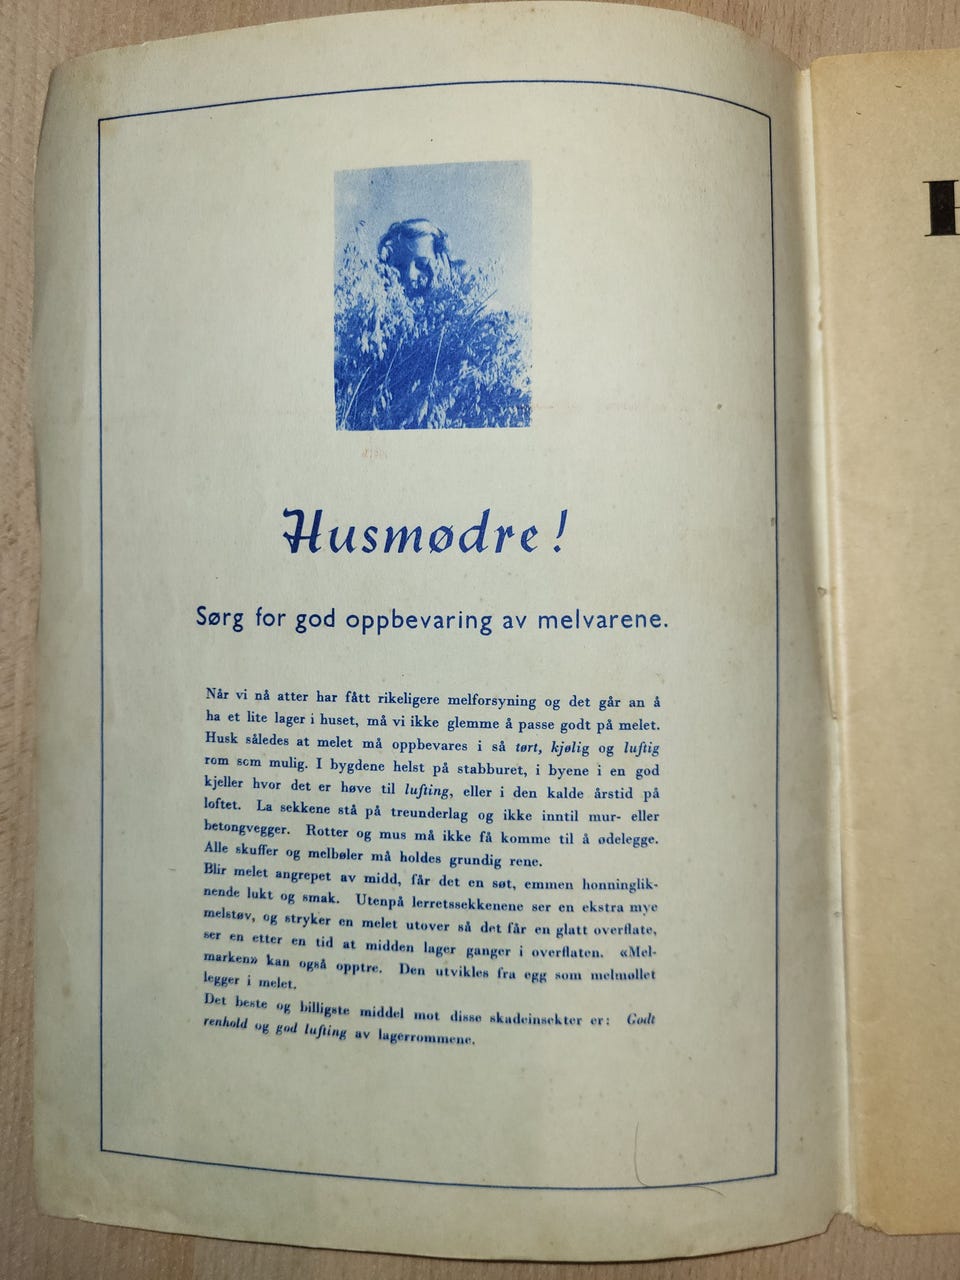 Husmødre!
Sørg for god oppbevaring av melvarene.
Når vi nå atter har fått rikeligere melforsyning og det går an å
ha et lite lager i huset, må vi ikke glemme å passe godt på melet.
Husk således at melet må oppbevares i så tørt, kjølig og luftig
rom som mulig. I bygdene helst på stabburet, i byene i en god
kjeller hvor det er høve til lufting, eller i den kalde årstid på
loftet. La sekkene stå på treunderlag og ikke inntil mur- eller
betongvegger. Rotter og mus må ikke få komme til å ødelegge.
Alle skuffer og melbøler må holdes grundig rene.
Blir melet angrepet av midd, får det en søt, emmen honninglik-
nende lukt og smak. Utenpå lerretssekkenene ser en ekstra mye
melstøv, og stryker en melet utover så det får en glatt overflate,
ser en etter en tid at midden lager ganger i overflaten. «Mel-
marken» kan også opptre. Den utvikles fra egg som melmøllet
legger i melet.
Det beste og billigste middel mot disse skadeinsekter er: Godt
renhold og god lufting av lagerrommene.
H